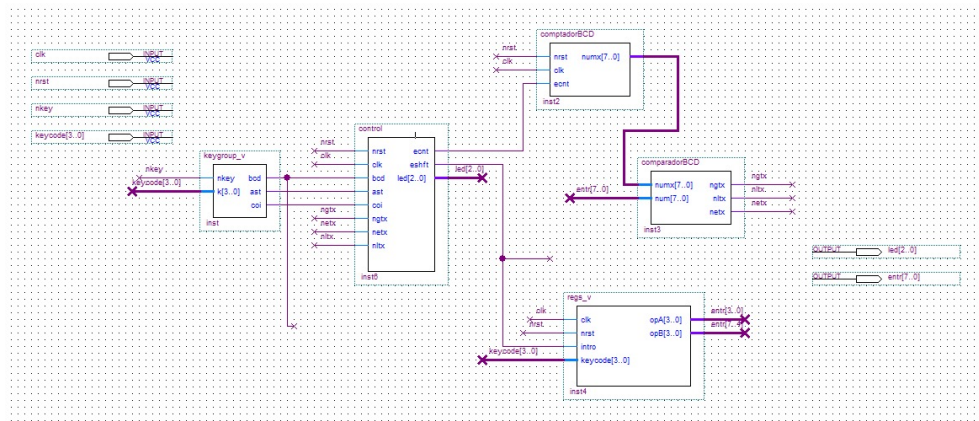 clk INPUT VCC
nrst INPUT VCC
nkey INPUT VCC
keycode[3..0] INPUT VCC
keygroup_v
nkey nkey bcd
keycode[3..0] k[3..0] ast
coi
inst
control
nrst nrst ecnt
clk clk eshft
bcd led[2..0] led[2..0]
ast
coi
ngtx ngtx
netx netx
nltx nltx
inst5
comptadorBCD
nrst nrst numx[7..0]
clk clk
ecnt
inst2
comparadorBCD
numx[7..0] ngtx ngtx
entr[7..0] num[7..0] nltx nltx
netx netx
inst3
OUTPUT led[2..0]
OUTPUT entr[7..0]
regs_v
clk clk opA[3..0] entr[3..0]
nrst nrst opB[3..0]
intro
keycode[3..0] keycode[3..0]
inst4